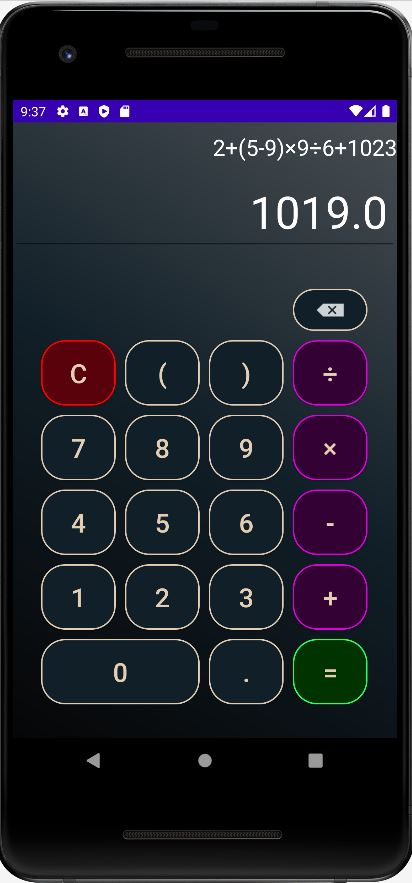 9:37
2+(5-9)×9÷6+1023
1019.0
C ( ) ÷
7 8 9 ×
4 5 6 -
1 2 3 +
0 . =